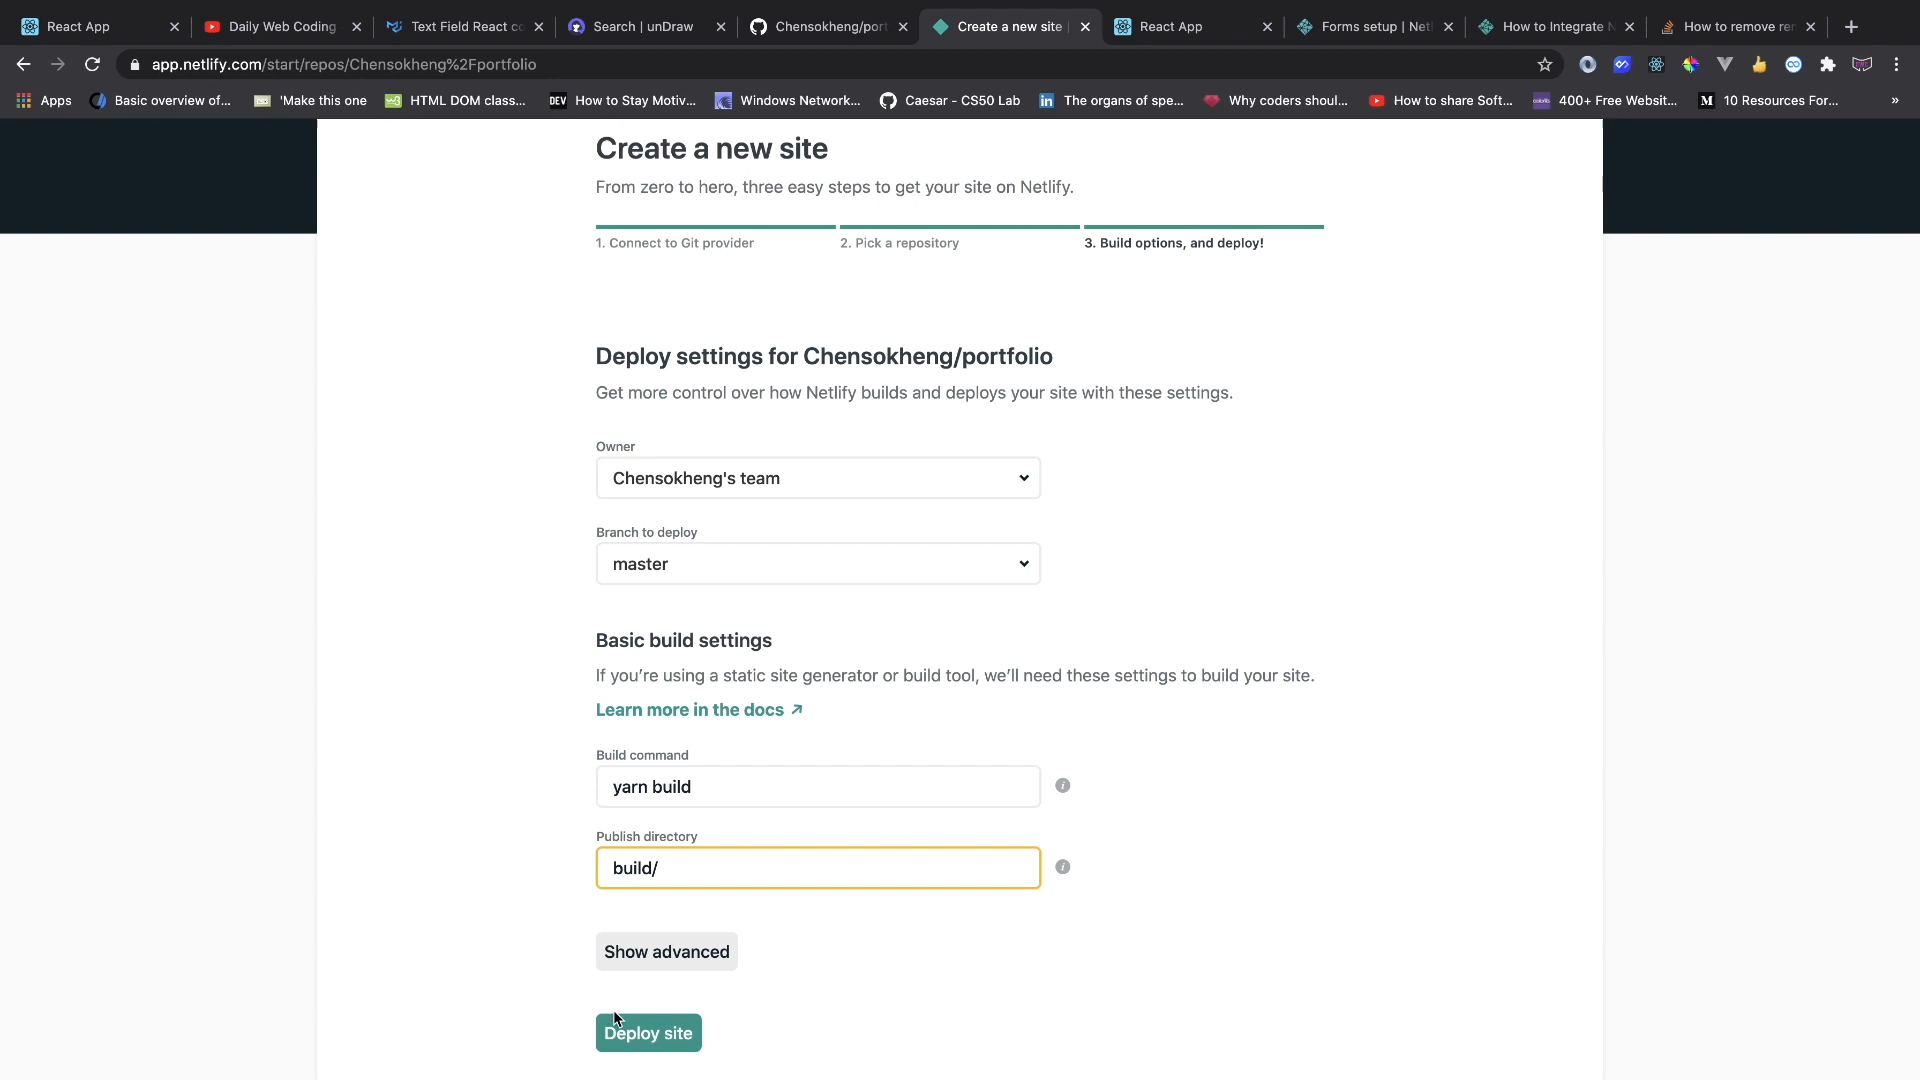 React App
Daily Web Coding
Text Field React co
Search | unDraw
Chensokheng/port
Create a new site |
React App
Forms setup | Netl
How to Integrate N
How to remove rer
app.netlify.com/start/repos/Chensokheng%2Fportfolio
Apps
Basic overview of...
'Make this one
HTML DOM class...
DEV
How to Stay Motiv...
Windows Network...
Caesar - CS50 Lab
The organs of spe...
Why coders shoul...
How to share Soft...
400+ Free Websit...
10 Resources For...
»
Create a new site
From zero to hero, three easy steps to get your site on Netlify.
1. Connect to Git provider
2. Pick a repository
3. Build options, and deploy!
Deploy settings for Chensokheng/portfolio
Get more control over how Netlify builds and deploys your site with these settings.
Owner
Chensokheng's team
Branch to deploy
master
Basic build settings
If you’re using a static site generator or build tool, we’ll need these settings to build your site.
Learn more in the docs ↗
Build command
yarn build
Publish directory
build/
Show advanced
Deploy site